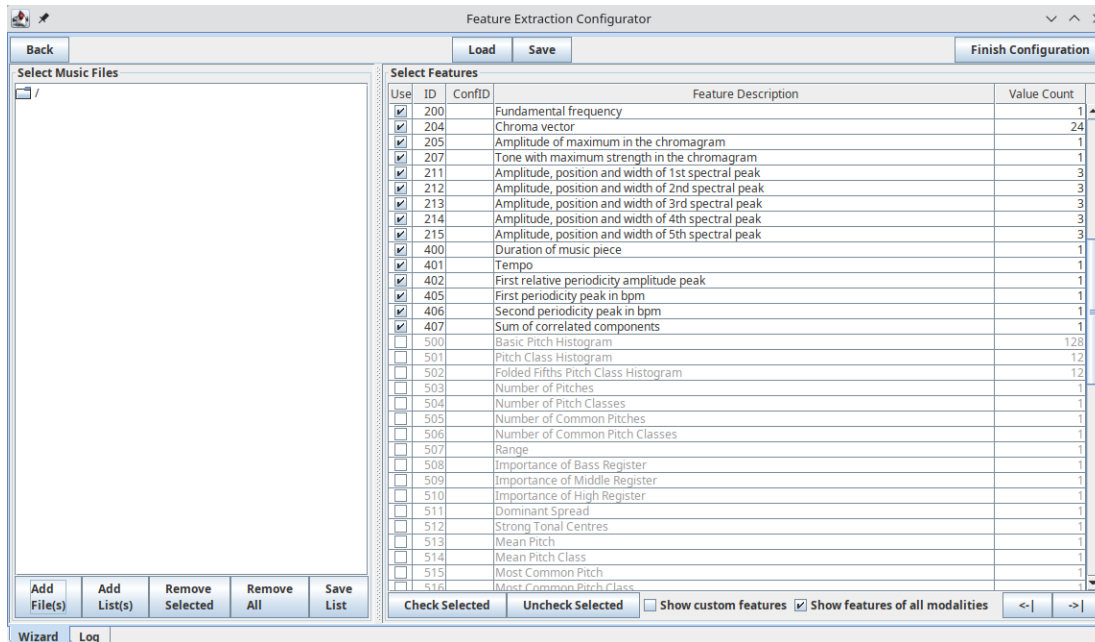 Feature Extraction Configurator
Back Load Save Finish Configuration
Select Music Files
/
Select Features
Use ID ConfID Feature Description Value Count
200 Fundamental frequency 1
204 Chroma vector 24
205 Amplitude of maximum in the chromagram 1
207 Tone with maximum strength in the chromagram 1
211 Amplitude, position and width of 1st spectral peak 3
212 Amplitude, position and width of 2nd spectral peak 3
213 Amplitude, position and width of 3rd spectral peak 3
214 Amplitude, position and width of 4th spectral peak 3
215 Amplitude, position and width of 5th spectral peak 3
400 Duration of music piece 1
401 Tempo 1
402 First relative periodicity amplitude peak 1
405 First periodicity peak in bpm 1
406 Second periodicity peak in bpm 1
407 Sum of correlated components 1
500 Basic Pitch Histogram 128
501 Pitch Class Histogram 12
502 Folded Fifths Pitch Class Histogram 12
503 Number of Pitches 1
504 Number of Pitch Classes 1
505 Number of Common Pitches 1
506 Number of Common Pitch Classes 1
507 Range 1
508 Importance of Bass Register 1
509 Importance of Middle Register 1
510 Importance of High Register 1
511 Dominant Spread 1
512 Strong Tonal Centres 1
513 Mean Pitch 1
514 Mean Pitch Class 1
515 Most Common Pitch 1
516 Most Common Pitch Class 1
Add File(s) Add List(s) Remove Selected Remove All Save List
Check Selected Uncheck Selected Show custom features Show features of all modalities <-| ->|
Wizard Log